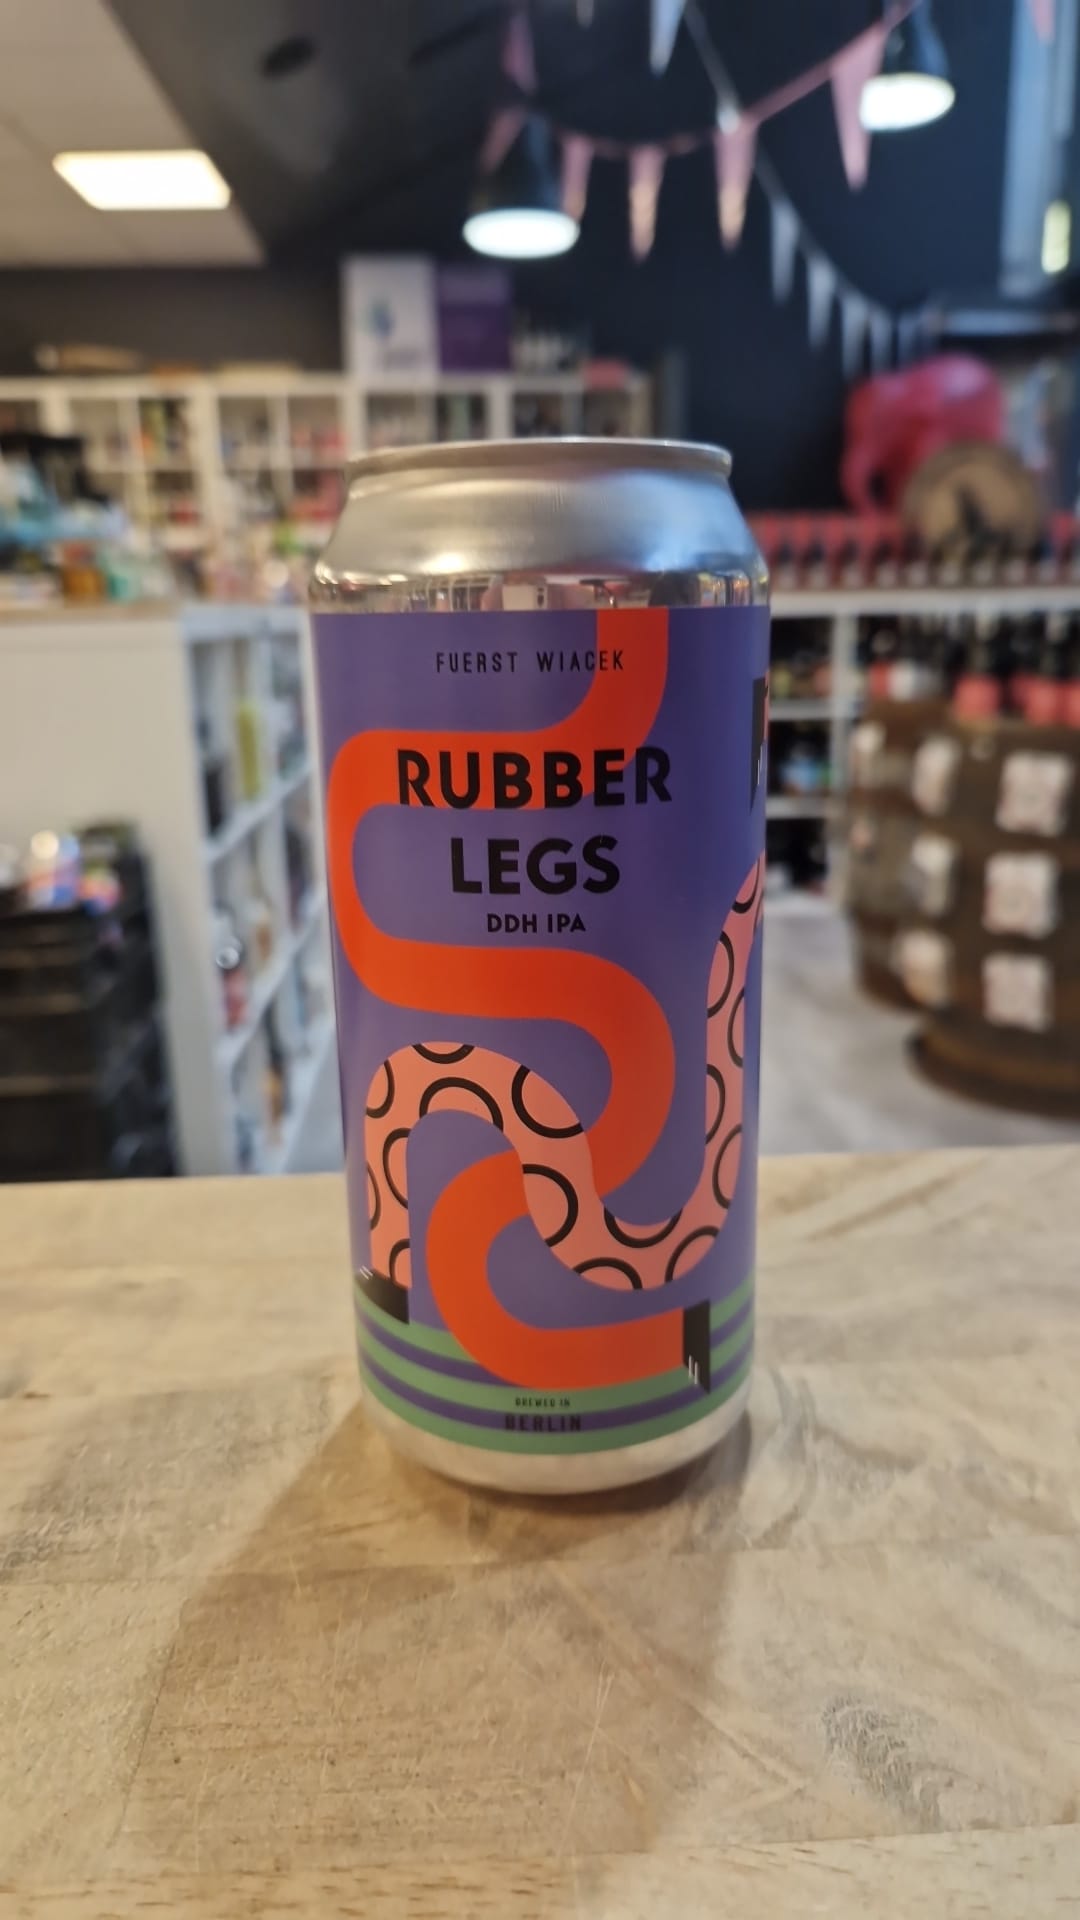 FUERST WIACEK
RUBBER
LEGS
DDH IPA
BREWED IN
BERLIN